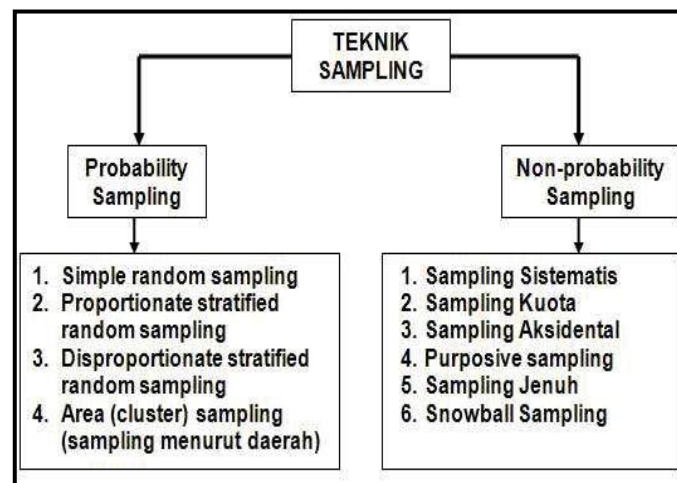 TEKNIK
SAMPLING
Probability
Sampling
Non-probability
Sampling
1. Simple random sampling
2. Proportionate stratified
random sampling
3. Disproportionate stratified
random sampling
4. Area (cluster) sampling
(sampling menurut daerah)
1. Sampling Sistematis
2. Sampling Kuota
3. Sampling Aksidental
4. Purposive sampling
5. Sampling Jenuh
6. Snowball Sampling